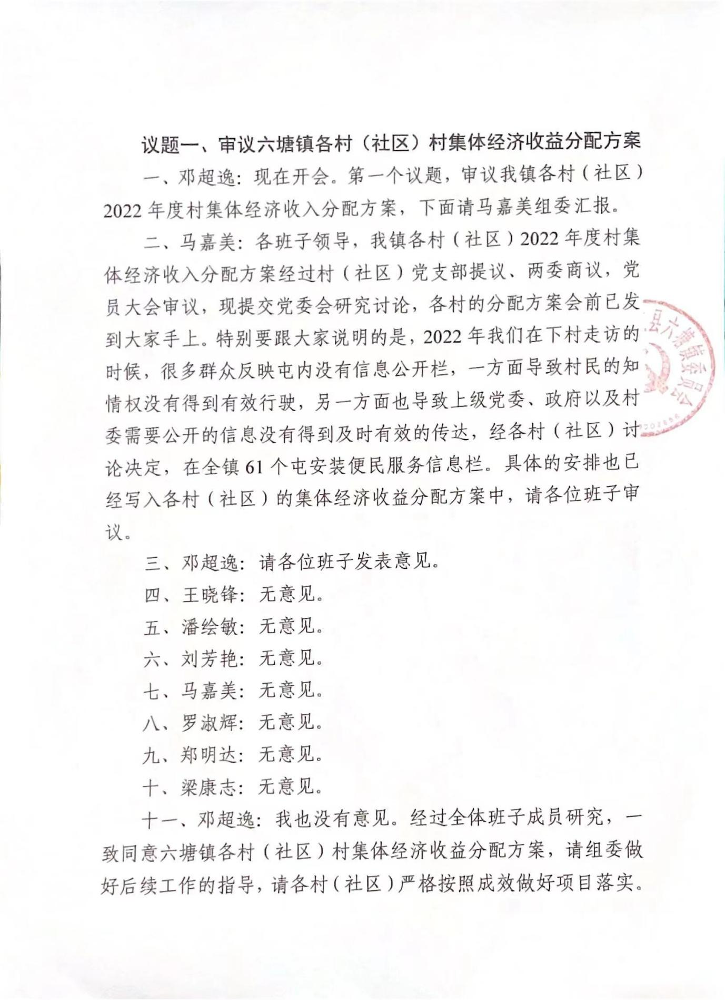 议题一、审议六塘镇各村（社区）村集体经济收益分配方案
一、邓超逸：现在开会。第一个议题，审议我镇各村（社区）
2022 年度村集体经济收入分配方案，下面请马嘉美组委汇报。
二、马嘉美：各班子领导，我镇各村（社区）2022 年度村集
体经济收入分配方案经过村（社区）党支部提议、两委商议，党
员大会审议，现提交党委会研究讨论，各村的分配方案会前已发
到大家手上。特别要跟大家说明的是，2022 年我们在下村走访的
时候，很多群众反映屯内没有信息公开栏，一方面导致村民的知
情权没有得到有效行驶，另一方面也导致上级党委、政府以及村
委需要公开的信息没有得到及时有效的传达，经各村（社区）讨
论决定，在全镇 61 个屯安装便民服务信息栏。具体的安排也已
经写入各村（社区）的集体经济收益分配方案中，请各位班子审
议。
三、邓超逸：请各位班子发表意见。
四、王晓锋：无意见。
五、潘绘敏：无意见。
六、刘芳艳：无意见。
七、马嘉美：无意见。
八、罗淑辉：无意见。
九、郑明达：无意见。
十、梁康志：无意见。
十一、邓超逸：我也没有意见。经过全体班子成员研究，一
致同意六塘镇各村（社区）村集体经济收益分配方案，请组委做
好后续工作的指导，请各村（社区）严格按照成效做好项目落实。
县六塘镇委员会